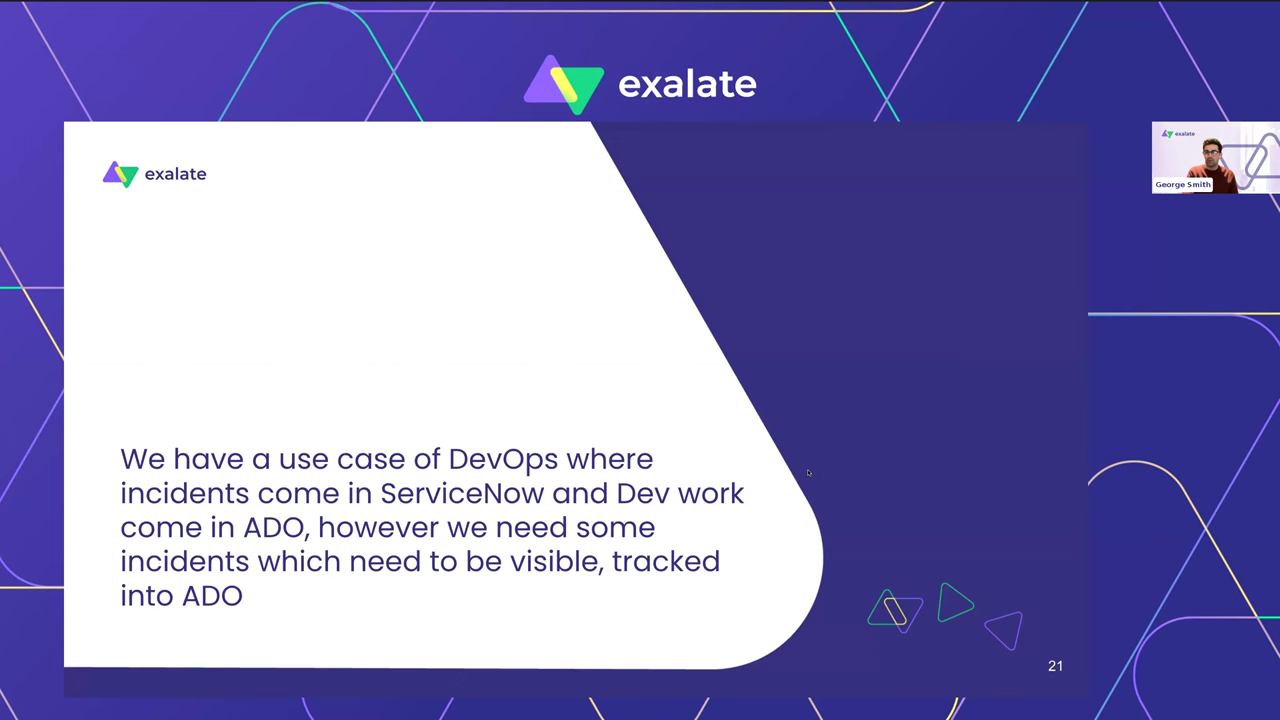 exalate
exalate
exalate
George Smith
We have a use case of DevOps where
incidents come in ServiceNow and Dev work
come in ADO, however we need some
incidents which need to be visible, tracked
into ADO
21